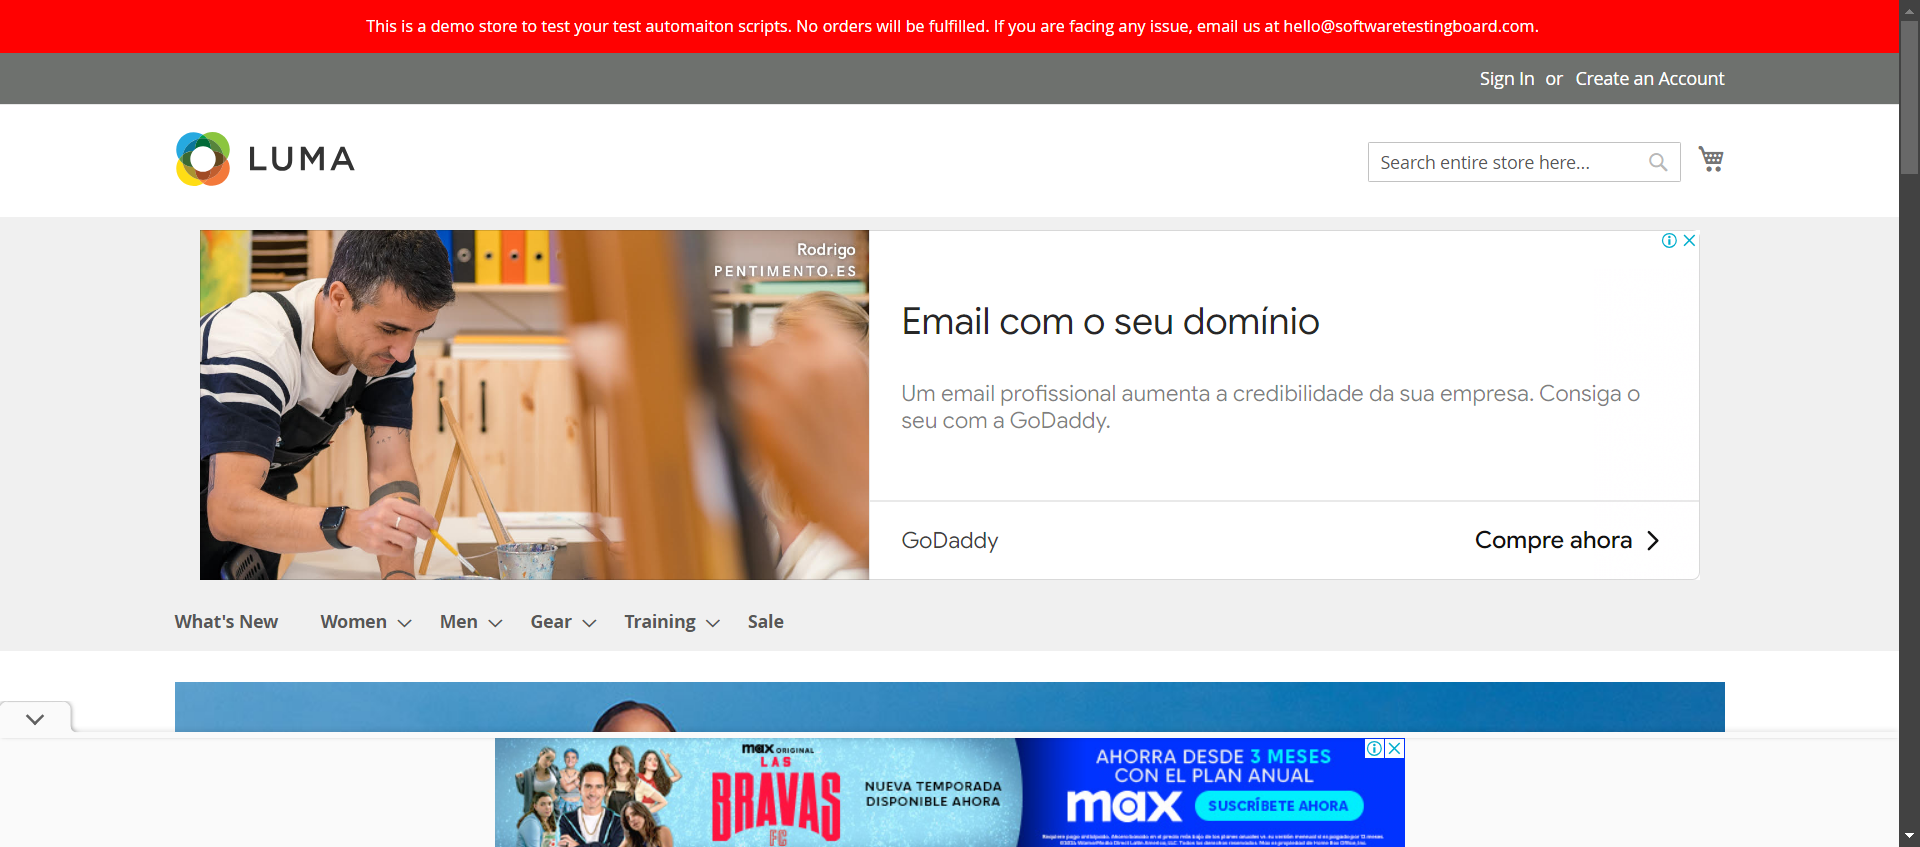 This is a demo store to test your test automaiton scripts. No orders will be fulfilled. If you are facing any issue, email us at hello@softwaretestingboard.com.
Sign In or Create an Account
LUMA
Search entire store here...
Rodrigo
PENTIMENTO.ES
Email com o seu domínio
Um email profissional aumenta a credibilidade da sua empresa. Consiga o
seu com a GoDaddy.
GoDaddy
Compre ahora
What's New Women Men Gear Training Sale
max ORIGINAL
LAS
BRAVAS
FC
NUEVA TEMPORADA
DISPONIBLE AHORA
AHORRA DESDE 3 MESES
CON EL PLAN ANUAL
max
SUSCRÍBETE AHORA